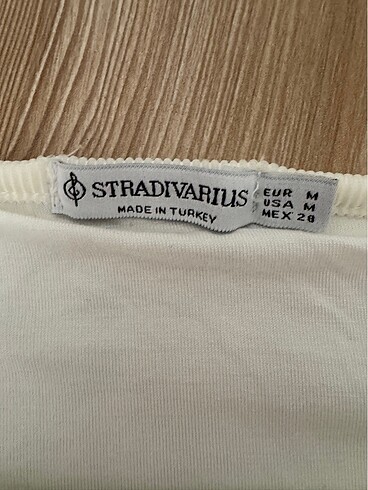 STRADIVARIUS
MADE IN TURKEY
EUR M
USA M
MEX 28